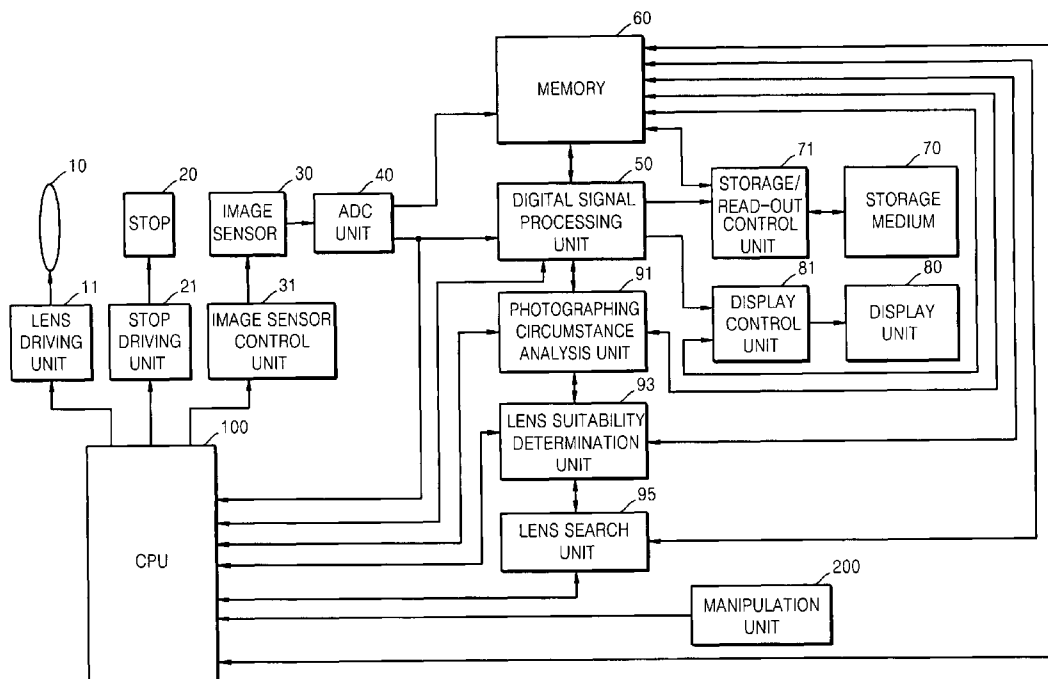 60
MEMORY
10
20
STOP
30
IMAGE
SENSOR
40
ADC
UNIT
50
DIGITAL SIGNAL
PROCESSING
UNIT
71
STORAGE/
READ-OUT
CONTROL
UNIT
70
STORAGE
MEDIUM
11
LENS
DRIVING
UNIT
21
STOP
DRIVING
UNIT
31
IMAGE SENSOR
CONTROL
UNIT
91
PHOTOGRAPHING
CIRCUMSTANCE
ANALYSIS UNIT
81
DISPLAY
CONTROL
UNIT
80
DISPLAY
UNIT
93
LENS SUITABILITY
DETERMINATION
UNIT
100
CPU
95
LENS SEARCH
UNIT
200
MANIPULATION
UNIT